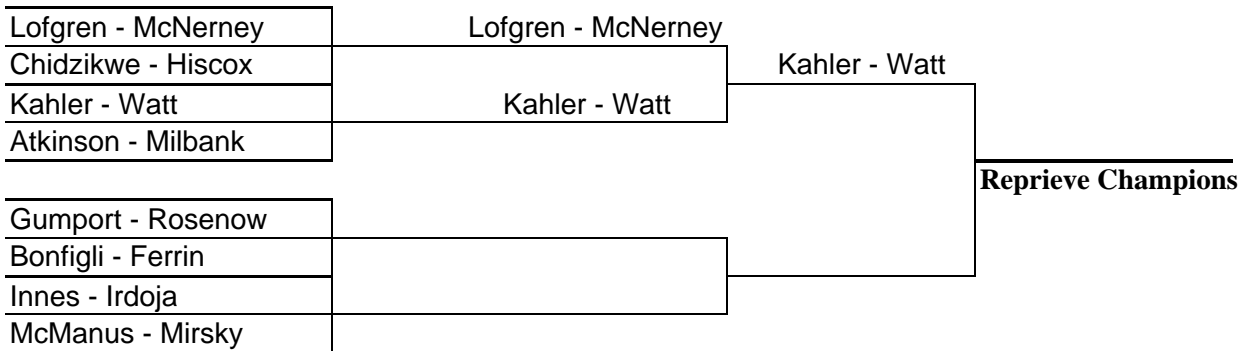 Lofgren - McNerney
Lofgren - McNerney
Chidzikwe - Hiscox
Kahler - Watt
Kahler - Watt
Kahler - Watt
Atkinson - Milbank
Reprieve Champions
Gumport - Rosenow
Bonfigli - Ferrin
Innes - Irdoja
McManus - Mirsky